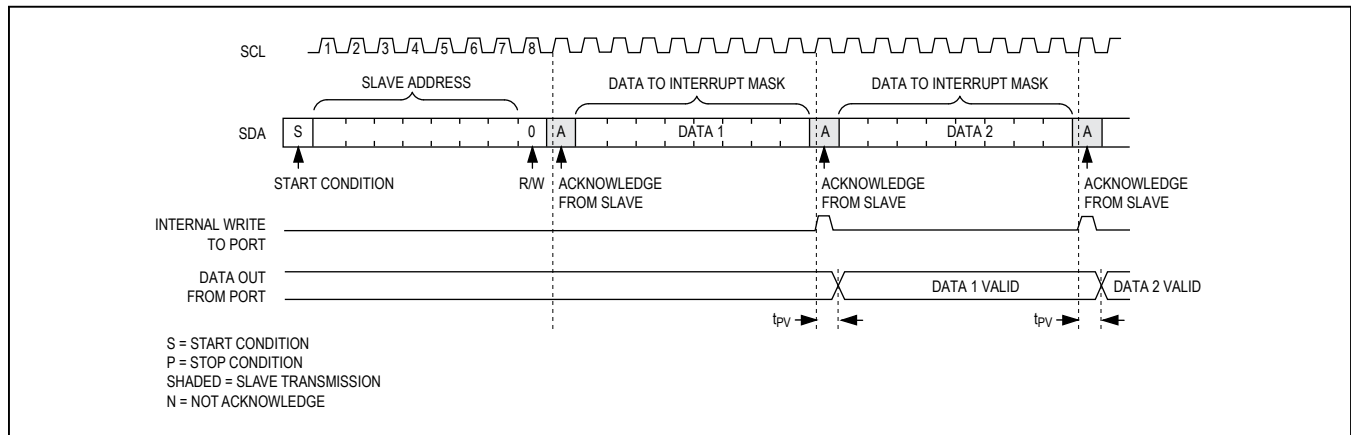 SCL 1 2 3 4 5 6 7 8
SLAVE ADDRESS DATA TO INTERRUPT MASK DATA TO INTERRUPT MASK
SDA S 0 A DATA 1 A DATA 2 A
START CONDITION R/W ACKNOWLEDGE FROM SLAVE ACKNOWLEDGE FROM SLAVE ACKNOWLEDGE FROM SLAVE
INTERNAL WRITE
TO PORT
DATA OUT
FROM PORT
DATA 1 VALID DATA 2 VALID
tPV tPV
S = START CONDITION
P = STOP CONDITION
SHADED = SLAVE TRANSMISSION
N = NOT ACKNOWLEDGE